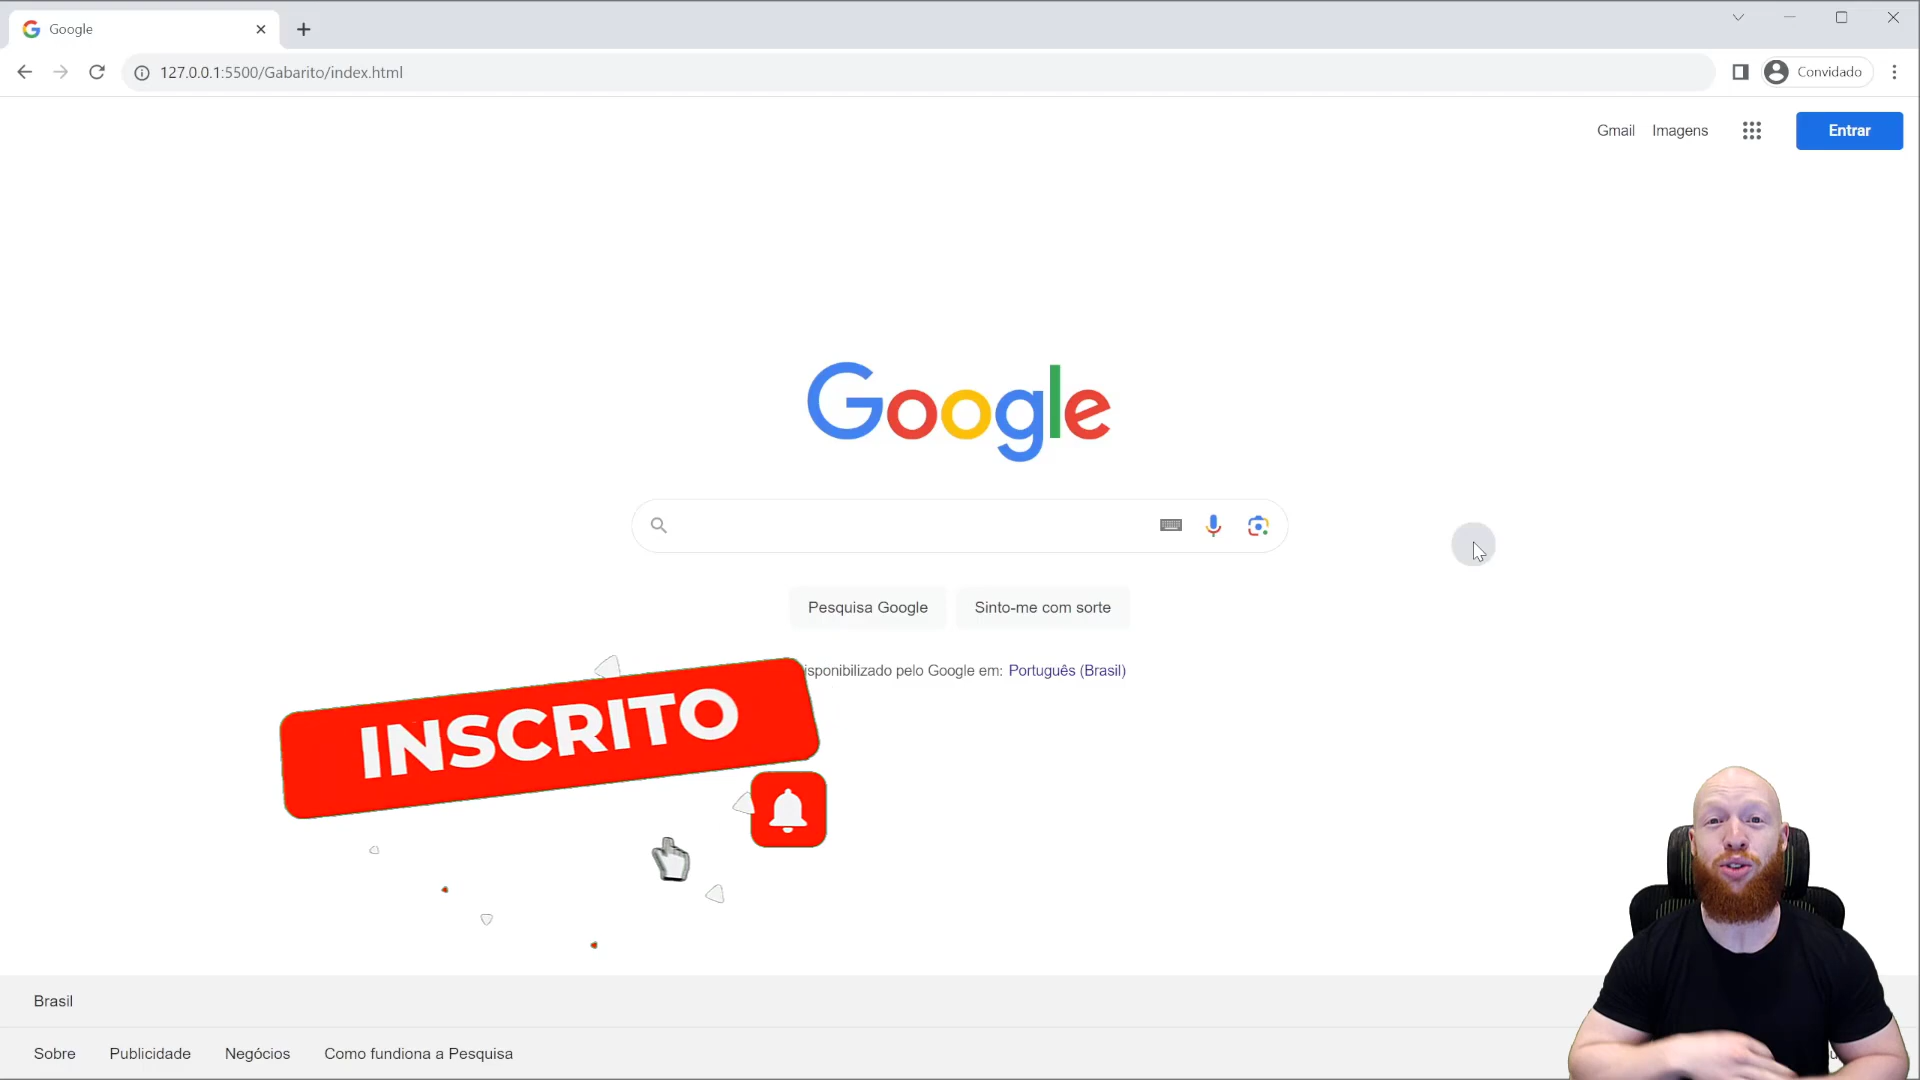 Google
127.0.0.1:5500/Gabarito/index.html
Convidado
Gmail
Imagens
Entrar
Google
Pesquisa Google
Sinto-me com sorte
isponibilizado pelo Google em: Português (Brasil)
INSCRITO
Brasil
Sobre
Publicidade
Negócios
Como funciona a Pesquisa